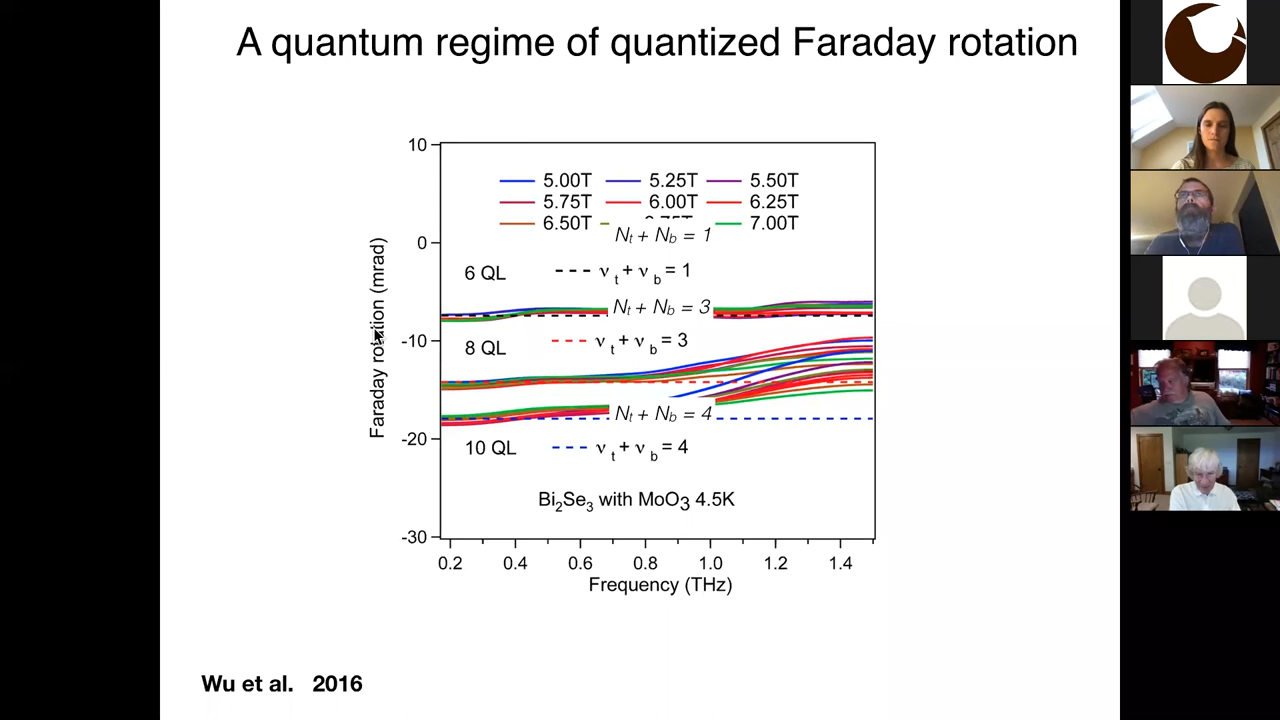 A quantum regime of quantized Faraday rotation
10
0
-10
-20
-30
Faraday rotation (mrad)
5.00T 5.25T 5.50T
5.75T 6.00T 6.25T
6.50T 7.00T
Nt + Nb = 1
6 QL νt + νb = 1
Nt + Nb = 3
8 QL νt + νb = 3
Nt + Nb = 4
10 QL νt + νb = 4
Bi2Se3 with MoO3 4.5K
0.2 0.4 0.6 0.8 1.0 1.2 1.4
Frequency (THz)
Wu et al. 2016